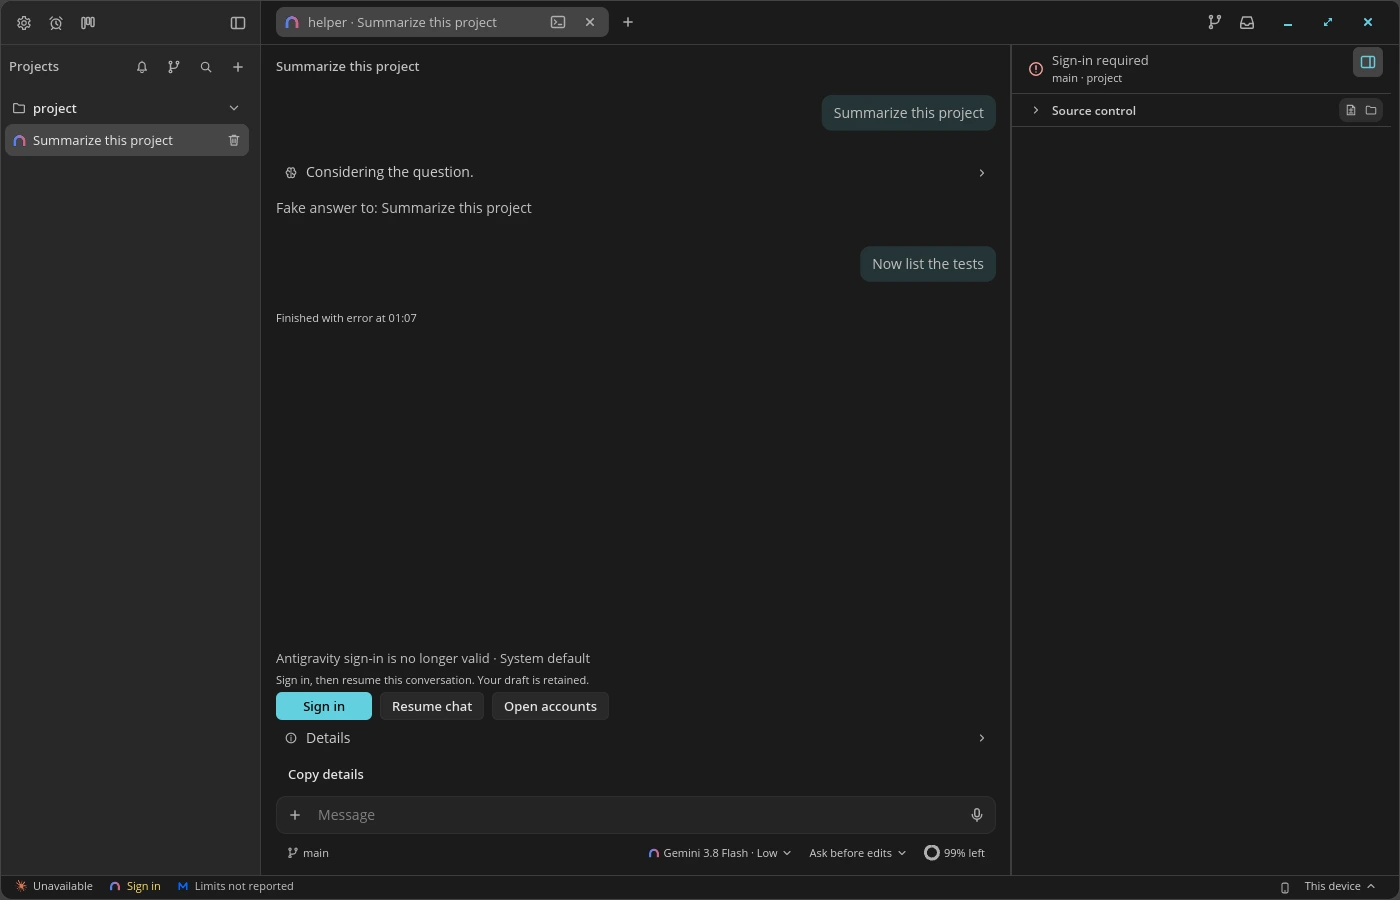 helper · Summarize this project
Projects
project
Summarize this project
Summarize this project
Summarize this project
Considering the question.
Fake answer to: Summarize this project
Now list the tests
Finished with error at 01:07
Antigravity sign-in is no longer valid · System default
Sign in, then resume this conversation. Your draft is retained.
Sign in
Resume chat
Open accounts
Details
Copy details
Message
main
Gemini 3.8 Flash · Low
Ask before edits
99% left
Sign-in required
main · project
Source control
Unavailable
Sign in
Limits not reported
This device